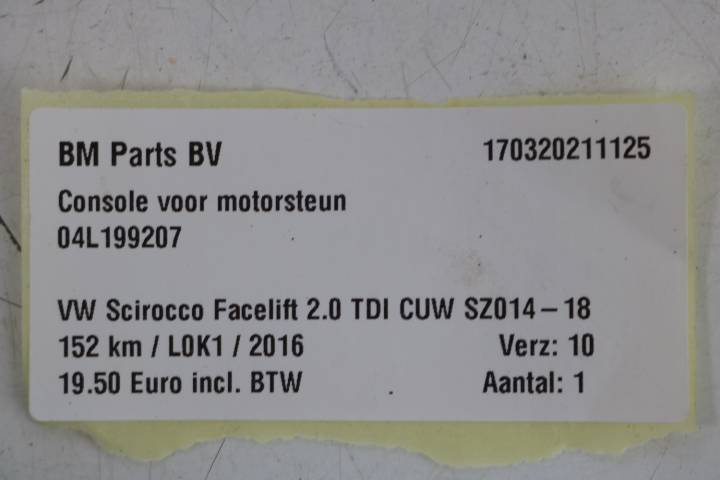 BM Parts BV 170320211125
Console voor motorsteun
04L199207
VW Scirocco Facelift 2.0 TDI CUW SZ014-18
152 km / L0K1 / 2016 Verz: 10
19.50 Euro incl. BTW Aantal: 1